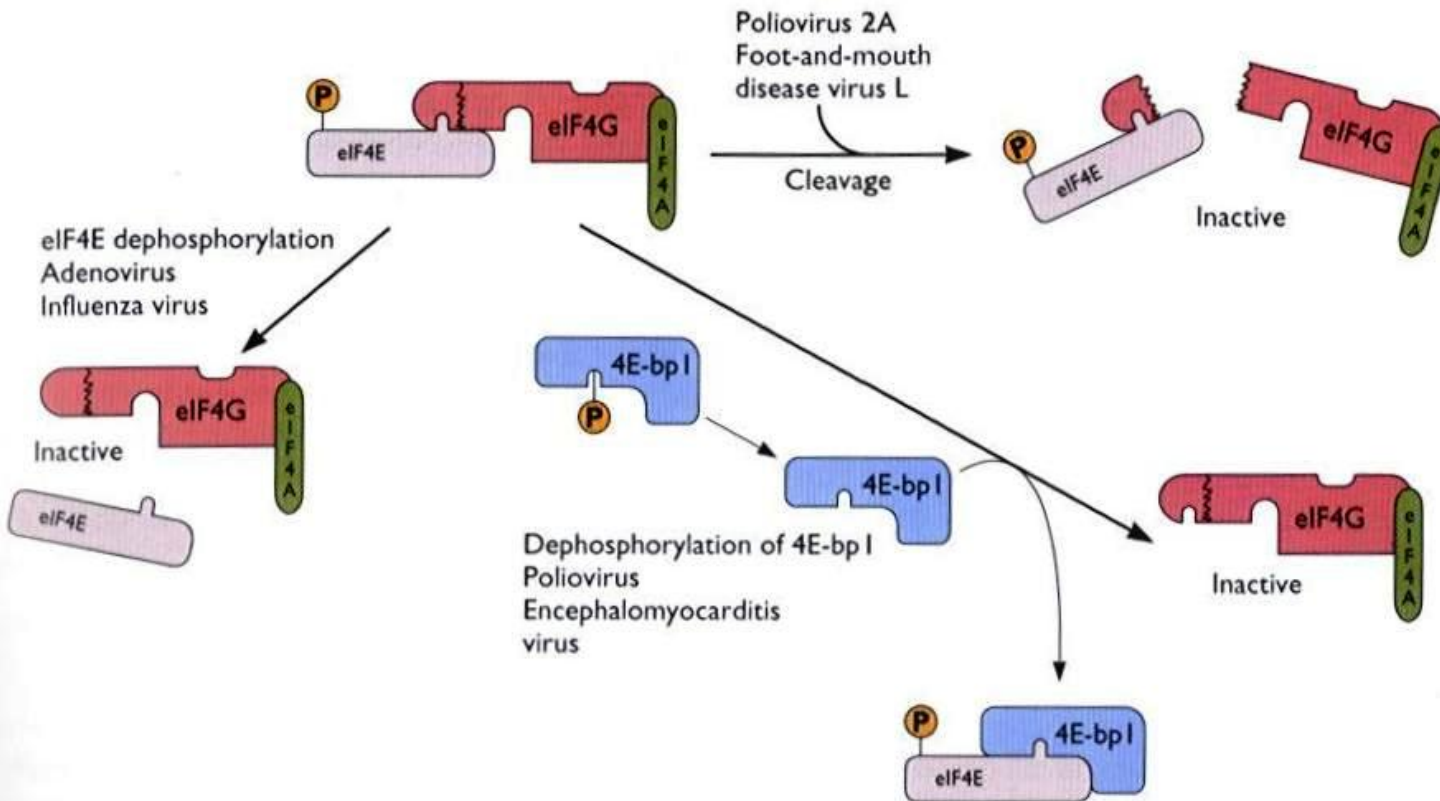 Poliovirus 2A
Foot-and-mouth
disease virus L
P
eIF4E
eIF4G
eIF4A
Cleavage
P
eIF4E
eIF4G
eIF4A
Inactive
eIF4E dephosphorylation
Adenovirus
Influenza virus
eIF4G
eIF4A
Inactive
eIF4E
4E-bp1
P
4E-bp1
Dephosphorylation of 4E-bp1
Poliovirus
Encephalomyocarditis
virus
eIF4G
eIF4A
Inactive
P
4E-bp1
eIF4E